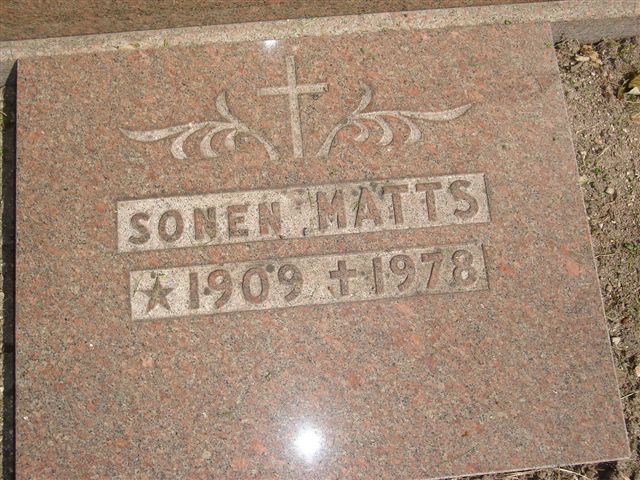 SONEN MATTS
★ 1909 ✝ 1978